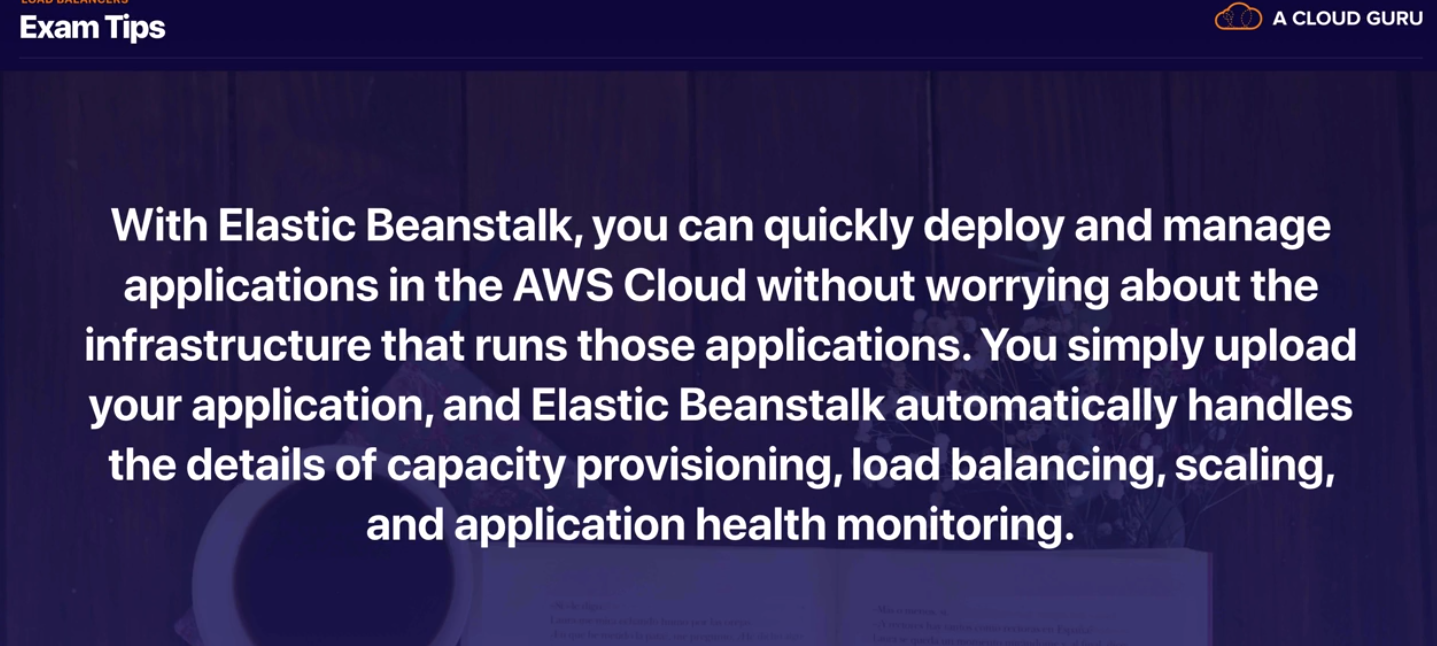 LOAD BALANCERS
Exam Tips
A CLOUD GURU
With Elastic Beanstalk, you can quickly deploy and manage
applications in the AWS Cloud without worrying about the
infrastructure that runs those applications. You simply upload
your application, and Elastic Beanstalk automatically handles
the details of capacity provisioning, load balancing, scaling,
and application health monitoring.